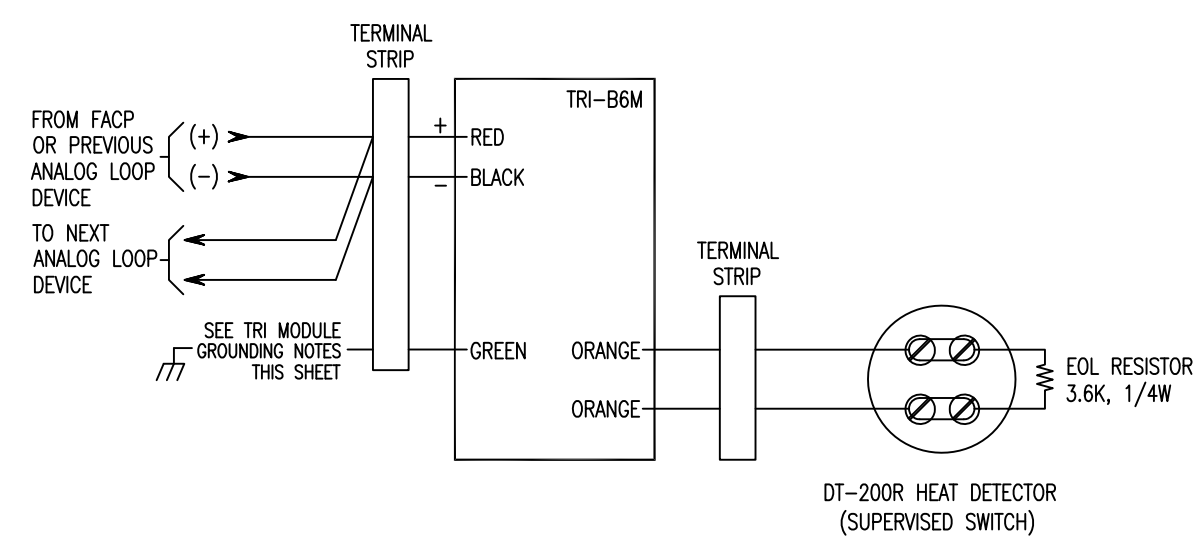 TERMINAL
STRIP
TRI-B6M
FROM FACP
OR PREVIOUS
ANALOG LOOP
DEVICE
(+)
(-)
+
RED
-
BLACK
TO NEXT
ANALOG LOOP
DEVICE
TERMINAL
STRIP
SEE TRI MODULE
GROUNDING NOTES
THIS SHEET
GREEN
ORANGE
ORANGE
EOL RESISTOR
3.6K, 1/4W
DT-200R HEAT DETECTOR
(SUPERVISED SWITCH)